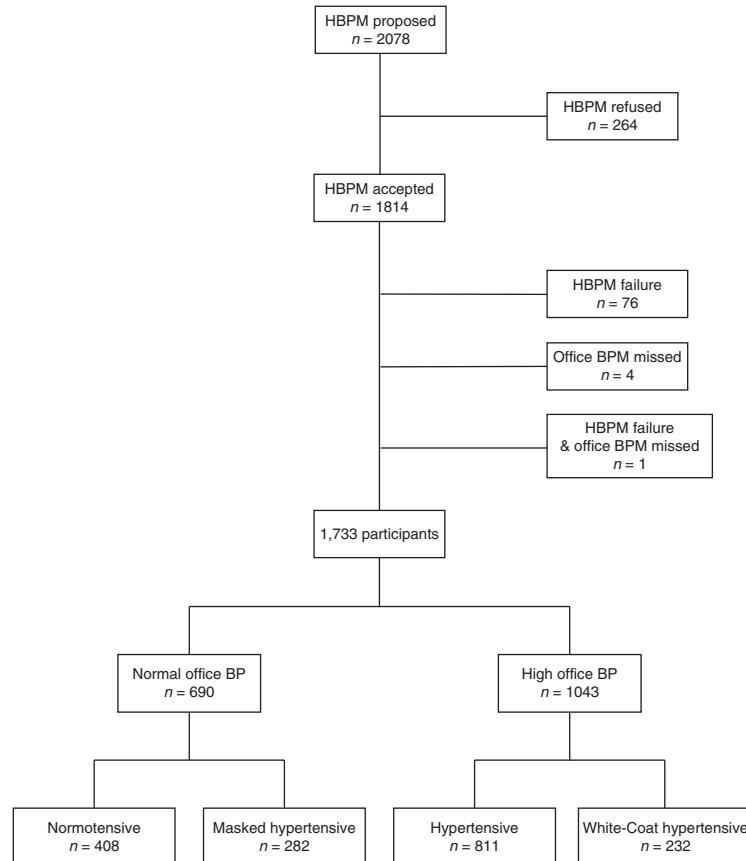 HBPM proposed
n = 2078
HBPM refused
n = 264
HBPM accepted
n = 1814
HBPM failure
n = 76
Office BPM missed
n = 4
HBPM failure
& office BPM missed
n = 1
1,733 participants
Normal office BP
n = 690
High office BP
n = 1043
Normotensive
n = 408
Masked hypertensive
n = 282
Hypertensive
n = 811
White-Coat hypertensive
n = 232